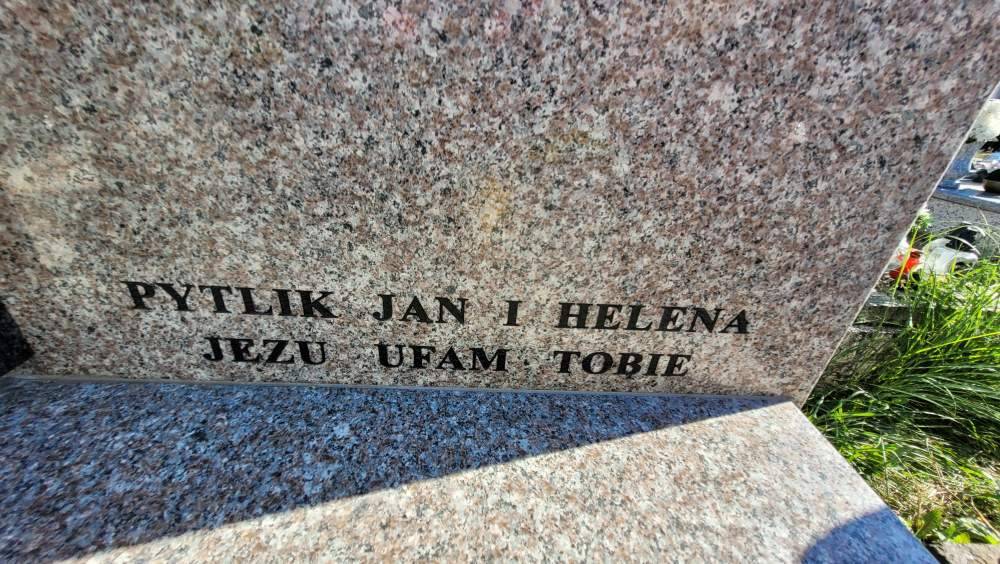 PYTLIK JAN I HELENA
JEZU UFAM TOBIE